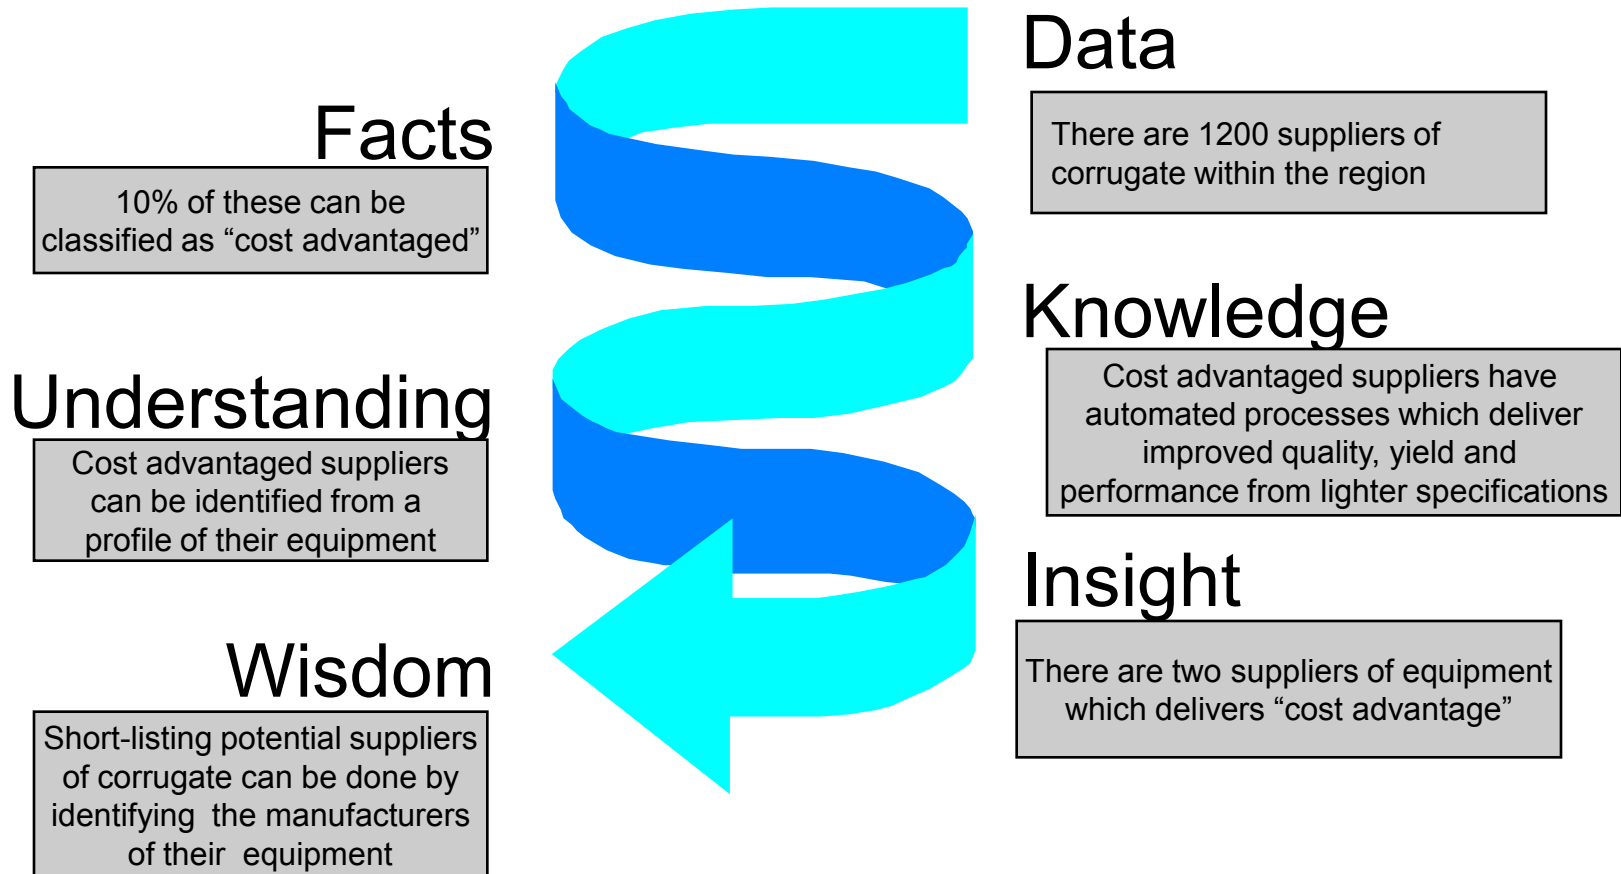 Data
There are 1200 suppliers of
corrugate within the region
Facts
10% of these can be
classified as “cost advantaged”
Knowledge
Cost advantaged suppliers have
automated processes which deliver
improved quality, yield and
performance from lighter specifications
Understanding
Cost advantaged suppliers
can be identified from a
profile of their equipment
Insight
There are two suppliers of equipment
which delivers “cost advantage”
Wisdom
Short-listing potential suppliers
of corrugate can be done by
identifying the manufacturers
of their equipment